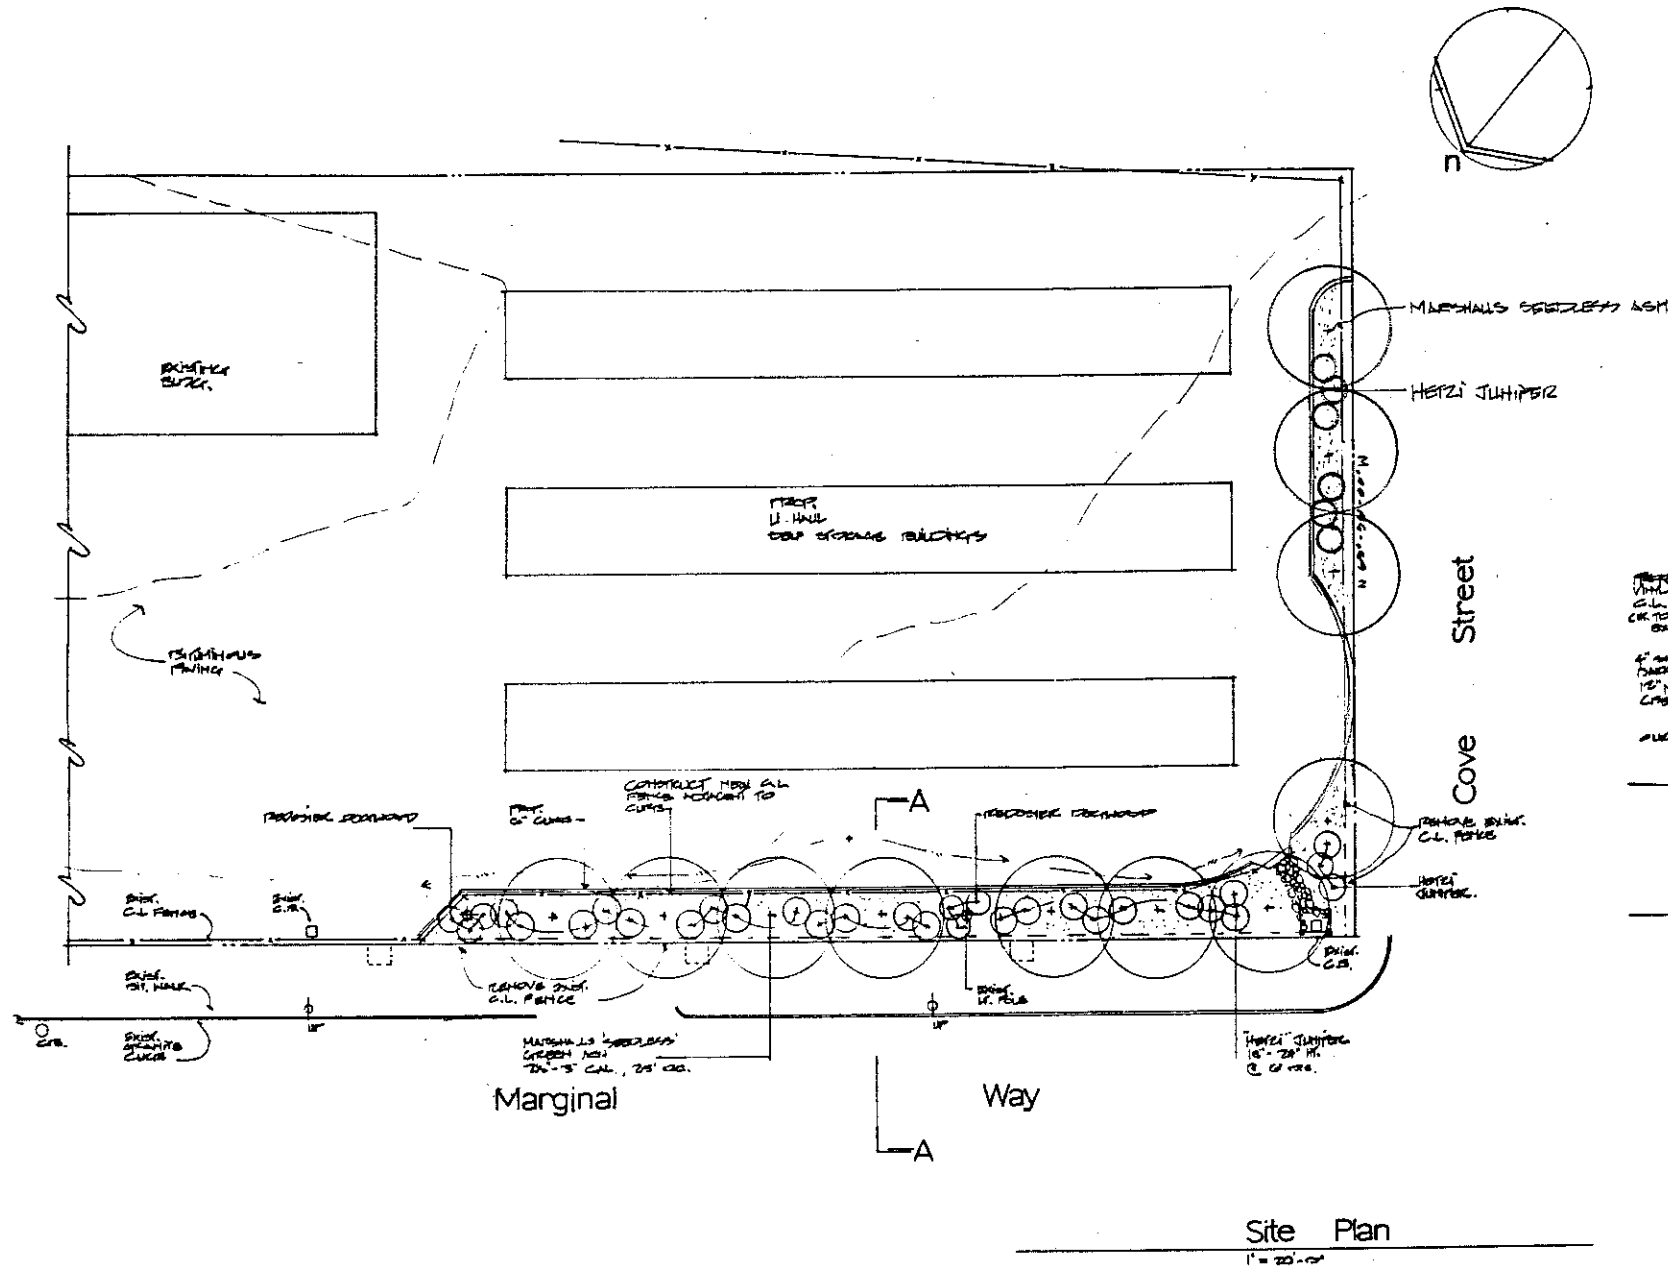 n
MARSHALLS SEEDLESS ASH
HETZI JUNIPER
EXISTING
BLDG.
PROP.
U-HAUL
SELF STORAGE BUILDINGS
Street
Cove
BITUMINOUS
PAVING
CONSTRUCT NEW C.L.
FENCE ADJACENT TO
CURB
A
REDOSIER DOGWOOD
REDOSIER DOGWOOD
REMOVE EXIST.
C.L. FENCE
HETZI
JUNIPER.
EXIST.
C.L. FENCE
EXIST.
C.B.
EXIST.
C.B.
EXIST.
BIT. WALK
REMOVE EXIST.
C.L. FENCE
EXIST.
LT. POLE
EXIST.
GRANITE
CURB
MARSHALLS 'SEEDLESS'
GREEN ASH
2½"-3" CAL., 25' O.C.
HETZI JUNIPER
18"-24" HT.
Marginal Way
A
Site Plan
1" = 20'-0"